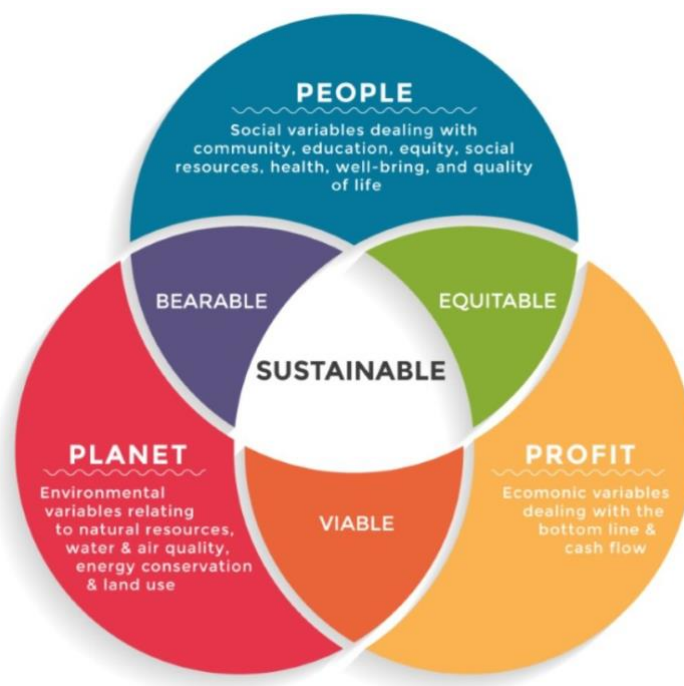 PEOPLE
Social variables dealing with
community, education, equity, social
resources, health, well-bring, and quality
of life
BEARABLE
EQUITABLE
SUSTAINABLE
PLANET
Environmental
variables relating
to natural resources,
water & air quality,
energy conservation
& land use
PROFIT
Ecomonic variables
dealing with the
bottom line &
cash flow
VIABLE